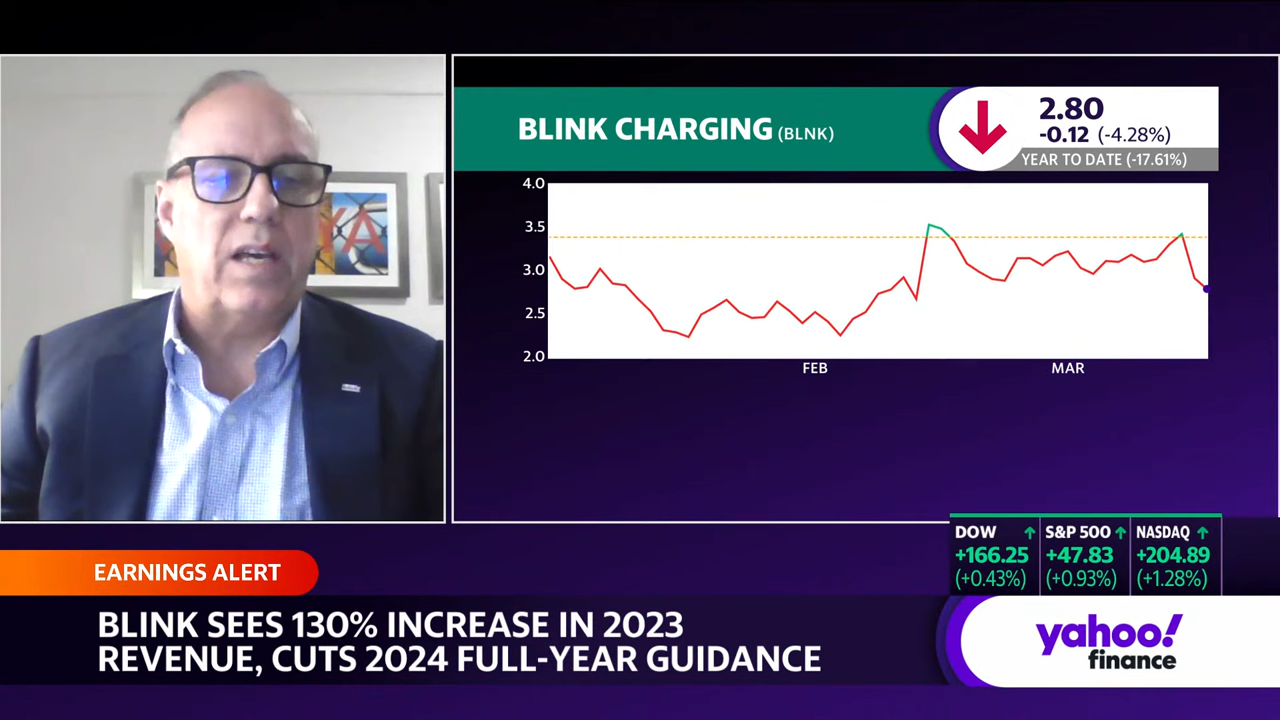 BLINK CHARGING (BLNK)
2.80
-0.12 (-4.28%)
YEAR TO DATE (-17.61%)
4.0
3.5
3.0
2.5
2.0
FEB
MAR
DOW
+166.25
(+0.43%)
S&P 500
+47.83
(+0.93%)
NASDAQ
+204.89
(+1.28%)
EARNINGS ALERT
BLINK SEES 130% INCREASE IN 2023
REVENUE, CUTS 2024 FULL-YEAR GUIDANCE
yahoo!
finance